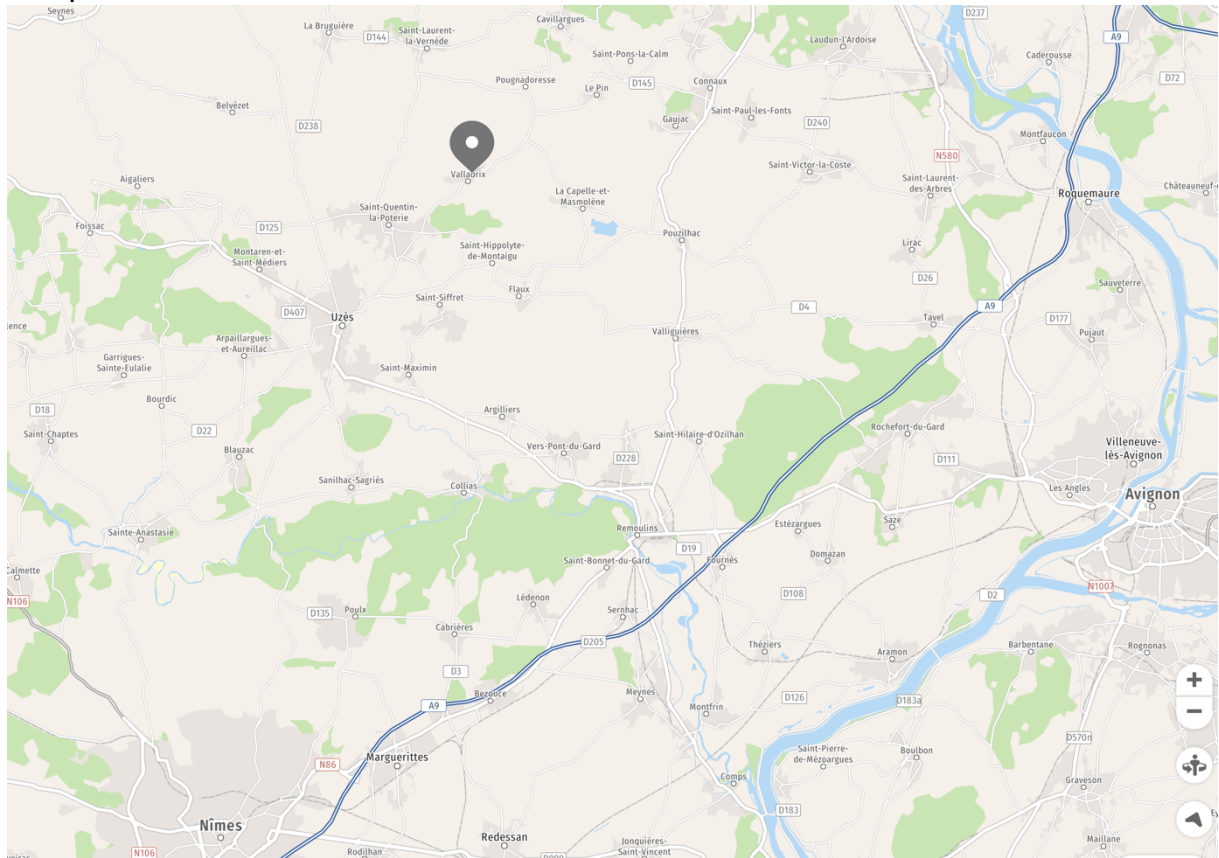 Seynes
La Bruguière
D144
Saint-Laurent-
la-Vernède
Cavillargues
Saint-Pons-la-Calm
Laudun-l'Ardoise
D237
A9
Caderousse
D72
Pougnadoresse
Le Pin
D145
Connaux
Belvézet
D238
Gaujac
Saint-Paul-les-Fonts
D240
Montfaucon
N580
Aigaliers
Vallabrix
La Capelle-et-
Masmolène
Saint-Victor-la-Coste
Saint-Laurent-
des-Arbres
Roquemaure
Châteauneuf-
Foissac
D125
Saint-Quentin-
la-Poterie
Montaren-et-
Saint-Médiers
Saint-Hippolyte-
de-Montaigu
Pouzilhac
Lirac
D26
Sauveterre
D407
Uzès
Saint-Siffret
Flaux
D4
A9
Tavel
D177
Pujaut
lence
Arpaillargues-
et-Aureillac
Valliguières
Garrigues-
Sainte-Eulalie
Saint-Maximin
Bourdic
D18
Saint-Chaptes
D22
Argilliers
Blauzac
Vers-Pont-du-Gard
D228
Saint-Hilaire-d'Ozilhan
Rochefort-du-Gard
D111
Villeneuve-
lès-Avignon
Sanilhac-Sagriès
Collias
Les Angles
Avignon
Sainte-Anastasie
Remoulins
Estézargues
Saze
D19
Saint-Bonnet-du-Gard
Fournès
Domazan
Calmette
N106
D135
Poulx
Lédenon
Sernhac
D108
D2
N1007
Cabrières
D205
Théziers
Aramon
Barbentane
Rognonas
D3
Bezouce
A9
Meynes
Montfrin
D126
D183a
Marguerittes
N86
Saint-Pierre-
de-Mézoargues
Boulbon
D570n
Comps
Graveson
Nîmes
N106
Rodilhan
Redessan
D999
Jonquières-
Saint-Vincent
D183
Maillane
Ey